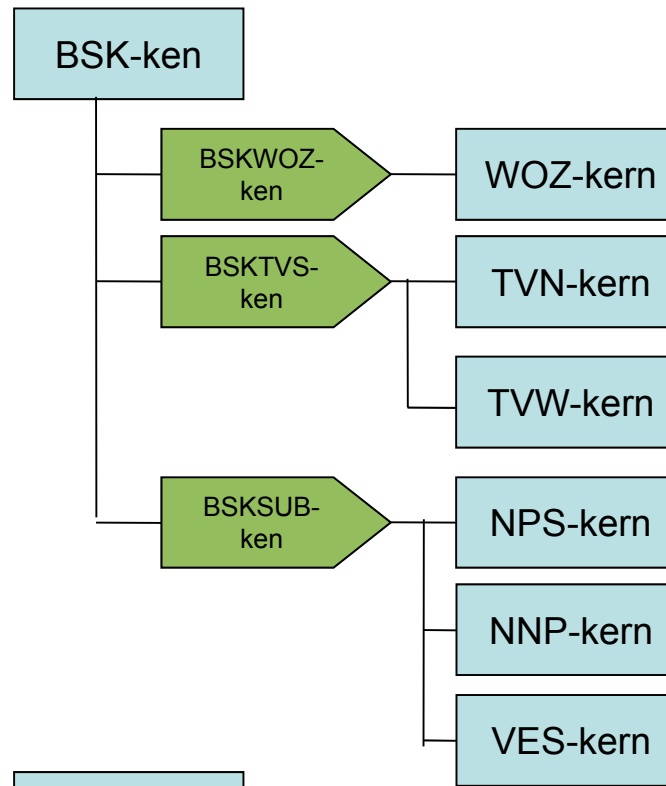 BSK-ken
BSKWOZ-
ken
WOZ-kern
BSKTVS-
ken
TVN-kern
TVW-kern
BSKSUB-
ken
NPS-kern
NNP-kern
VES-kern